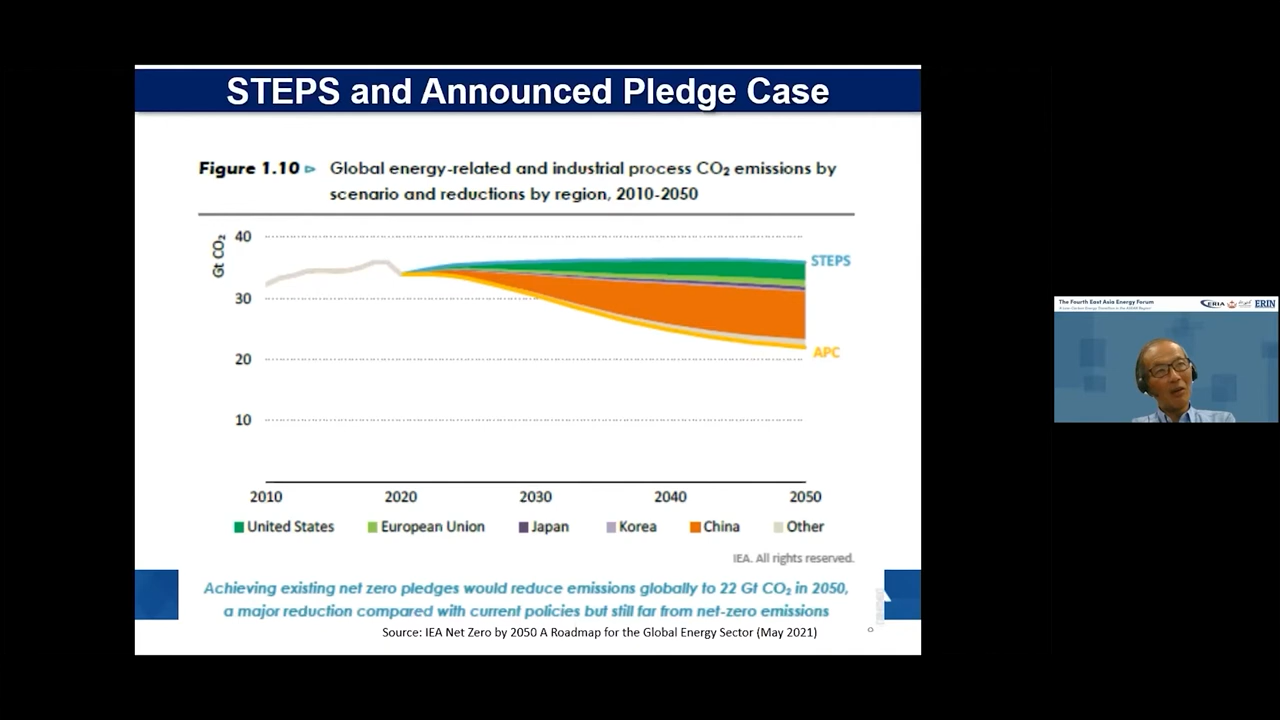 STEPS and Announced Pledge Case
Figure 1.10 ▷ Global energy-related and industrial process CO₂ emissions by
scenario and reductions by region, 2010-2050
Gt CO₂
40
30
20
10
STEPS
APC
2010 2020 2030 2040 2050
United States European Union Japan Korea China Other
IEA. All rights reserved.
Achieving existing net zero pledges would reduce emissions globally to 22 Gt CO₂ in 2050,
a major reduction compared with current policies but still far from net-zero emissions
Source: IEA Net Zero by 2050 A Roadmap for the Global Energy Sector (May 2021)
The Fourth East Asia Energy Forum
ERIA ERIN